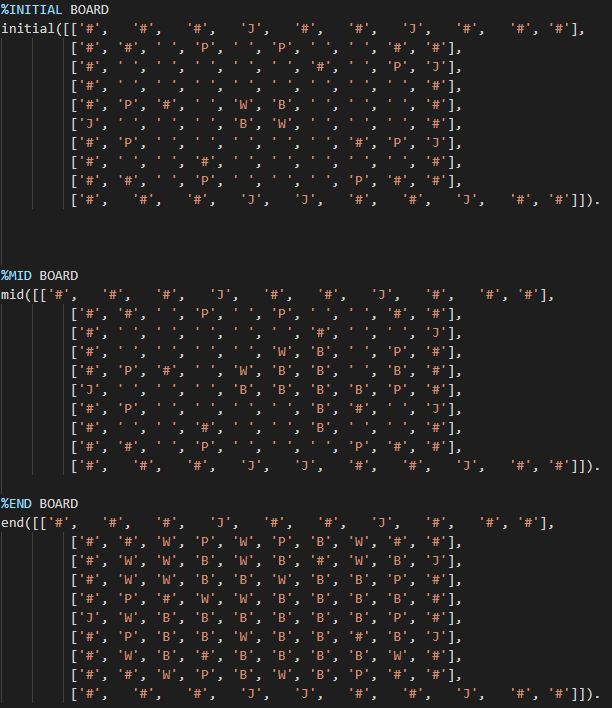 %INITIAL BOARD
initial([['#', '#', '#', 'J', '#', '#', 'J', '#', '#', '#'],
['#', '#', ' ', 'P', ' ', 'P', ' ', ' ', '#', '#'],
['#', ' ', ' ', ' ', ' ', ' ', '#', ' ', 'P', 'J'],
['#', ' ', ' ', ' ', ' ', ' ', ' ', ' ', ' ', '#'],
['#', 'P', '#', ' ', 'W', 'B', ' ', ' ', ' ', '#'],
['J', ' ', ' ', ' ', 'B', 'W', ' ', ' ', ' ', '#'],
['#', 'P', ' ', ' ', ' ', ' ', ' ', '#', 'P', 'J'],
['#', ' ', ' ', '#', ' ', ' ', ' ', ' ', ' ', '#'],
['#', '#', ' ', 'P', ' ', ' ', ' ', 'P', '#', '#'],
['#', '#', '#', 'J', 'J', '#', '#', 'J', '#', '#']]).
%MID BOARD
mid([['#', '#', '#', 'J', '#', '#', 'J', '#', '#', '#'],
['#', '#', ' ', 'P', ' ', 'P', ' ', ' ', '#', '#'],
['#', ' ', ' ', ' ', ' ', ' ', '#', ' ', ' ', 'J'],
['#', ' ', ' ', ' ', ' ', 'W', 'B', ' ', 'P', '#'],
['#', 'P', '#', ' ', 'W', 'B', 'B', ' ', 'B', '#'],
['J', ' ', ' ', ' ', 'B', 'B', 'B', 'B', 'P', '#'],
['#', 'P', ' ', ' ', ' ', ' ', 'B', '#', ' ', 'J'],
['#', ' ', ' ', '#', ' ', ' ', 'B', ' ', ' ', '#'],
['#', '#', ' ', 'P', ' ', ' ', ' ', 'P', '#', '#'],
['#', '#', '#', 'J', 'J', '#', '#', 'J', '#', '#']]).
%END BOARD
end([['#', '#', '#', 'J', '#', '#', 'J', '#', '#', '#'],
['#', '#', 'W', 'P', 'W', 'P', 'B', 'W', '#', '#'],
['#', 'W', 'W', 'B', 'W', 'B', '#', 'W', 'B', 'J'],
['#', 'W', 'W', 'B', 'B', 'W', 'B', 'B', 'P', '#'],
['#', 'P', '#', 'W', 'W', 'B', 'B', 'B', 'B', '#'],
['J', 'W', 'B', 'B', 'B', 'B', 'B', 'B', 'P', '#'],
['#', 'P', 'B', 'B', 'W', 'B', 'B', '#', 'B', 'J'],
['#', 'W', 'B', '#', 'B', 'B', 'B', 'B', 'W', '#'],
['#', '#', 'W', 'P', 'B', 'W', 'B', 'P', '#', '#'],
['#', '#', '#', 'J', 'J', '#', '#', 'J', '#', '#']]).